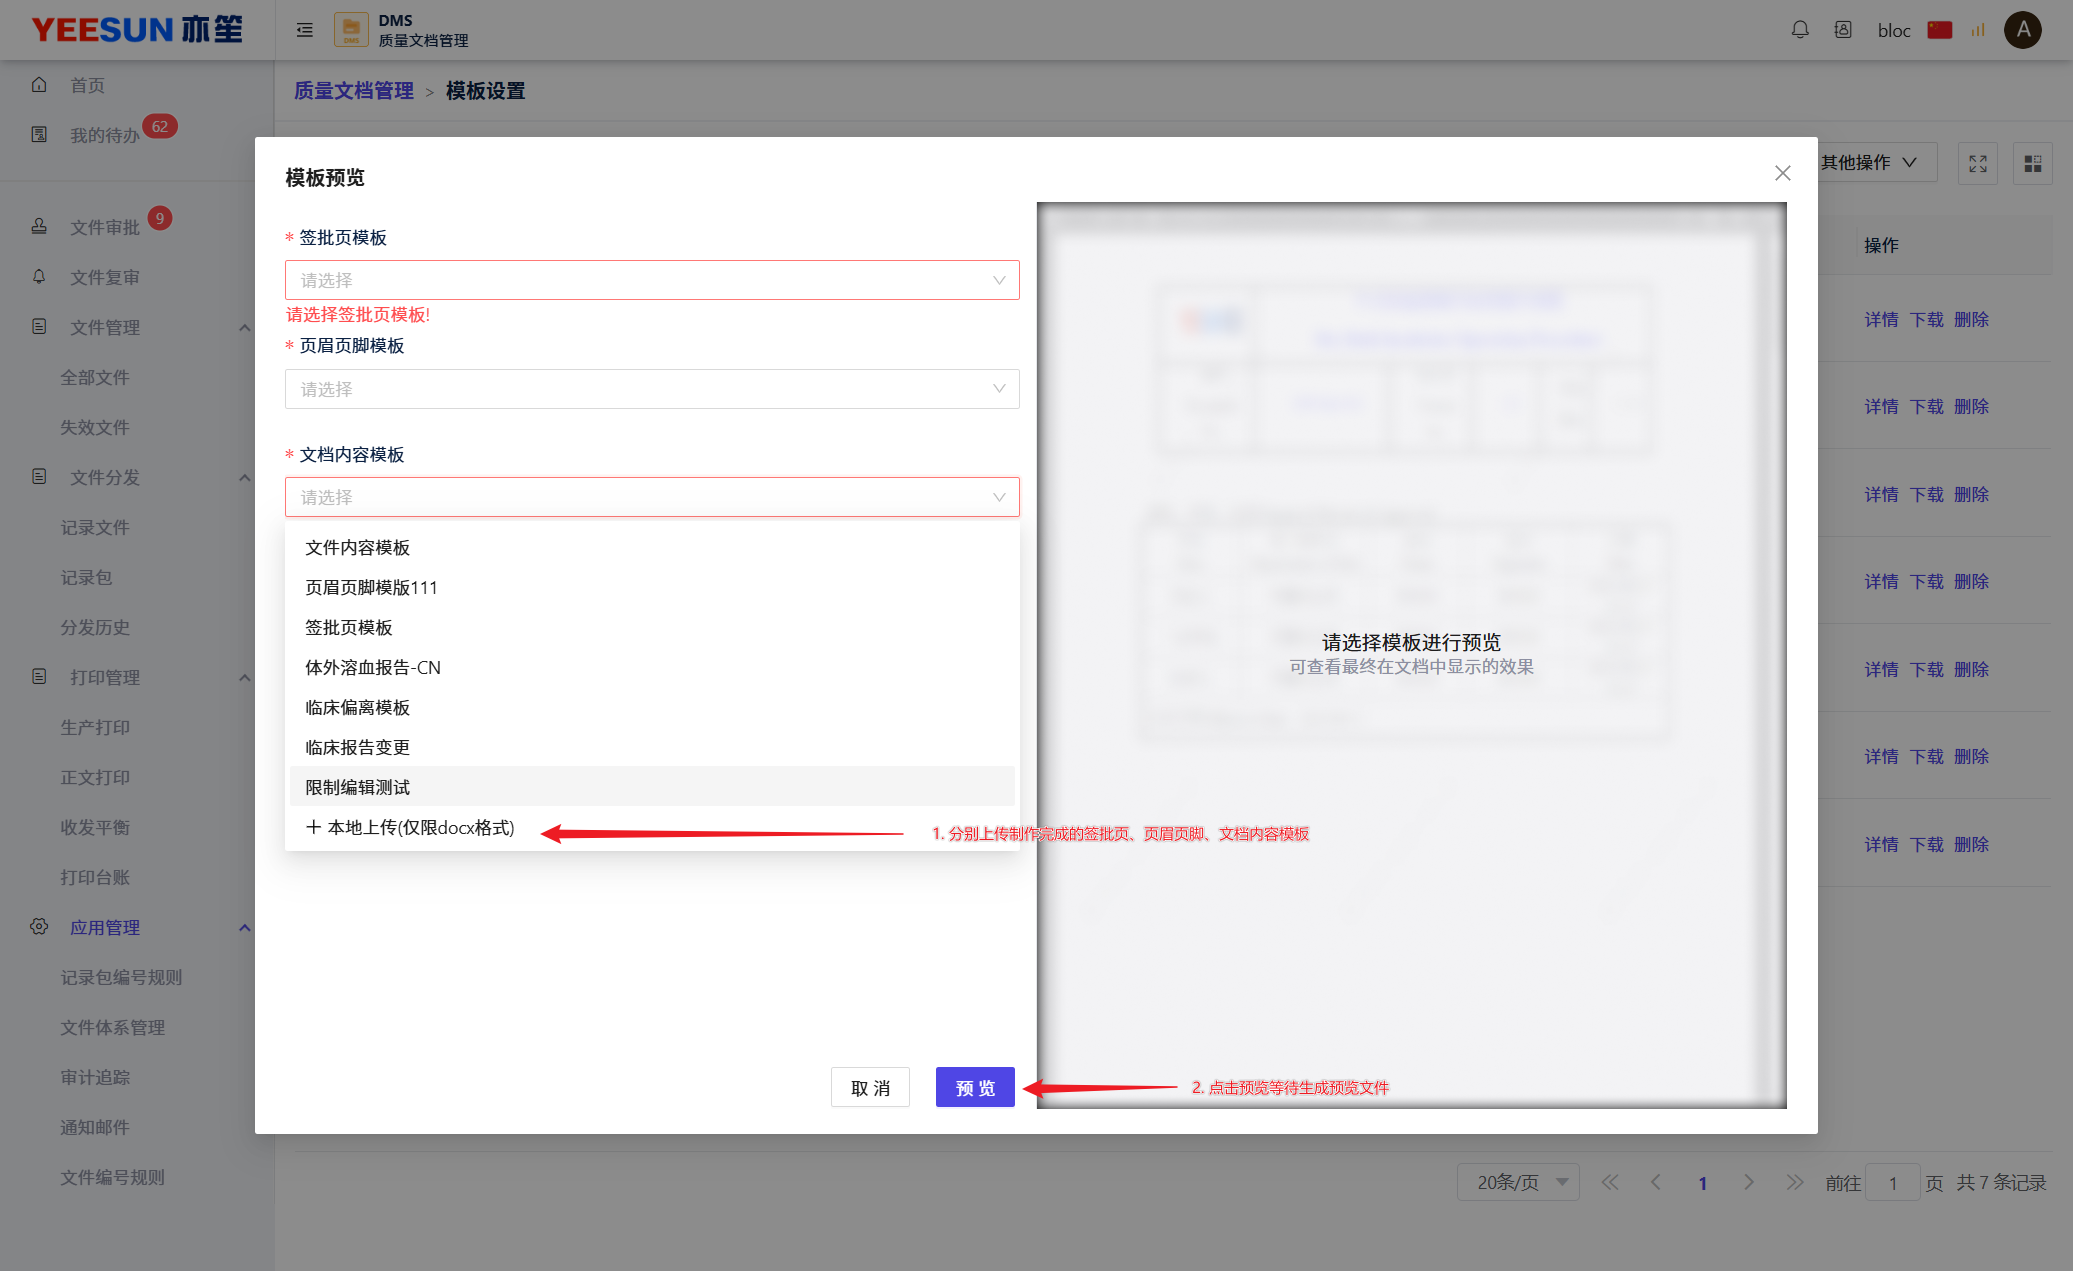 YEESUN 亦笙
DMS
DMS
质量文档管理
bloc
A
首页
我的待办 62
文件审批 9
文件复审
文件管理
全部文件
失效文件
文件分发
记录文件
记录包
分发历史
打印管理
生产打印
正文打印
收发平衡
打印台账
应用管理
记录包编号规则
文件体系管理
审计追踪
通知邮件
文件编号规则
质量文档管理 > 模板设置
其他操作
操作
详情 下载 删除
详情 下载 删除
详情 下载 删除
详情 下载 删除
详情 下载 删除
详情 下载 删除
详情 下载 删除
模板预览
* 签批页模板
请选择
请选择签批页模板!
* 页眉页脚模板
请选择
* 文档内容模板
请选择
文件内容模板
页眉页脚模版111
签批页模板
体外溶血报告-CN
临床偏离模板
临床报告变更
限制编辑测试
十 本地上传(仅限docx格式)
1. 分别上传制作完成的签批页、页眉页脚、文档内容模板
请选择模板进行预览
可查看最终在文档中显示的效果
取 消
预 览
2. 点击预览等待生成预览文件
20条/页 1 前往 1 页 共 7 条记录